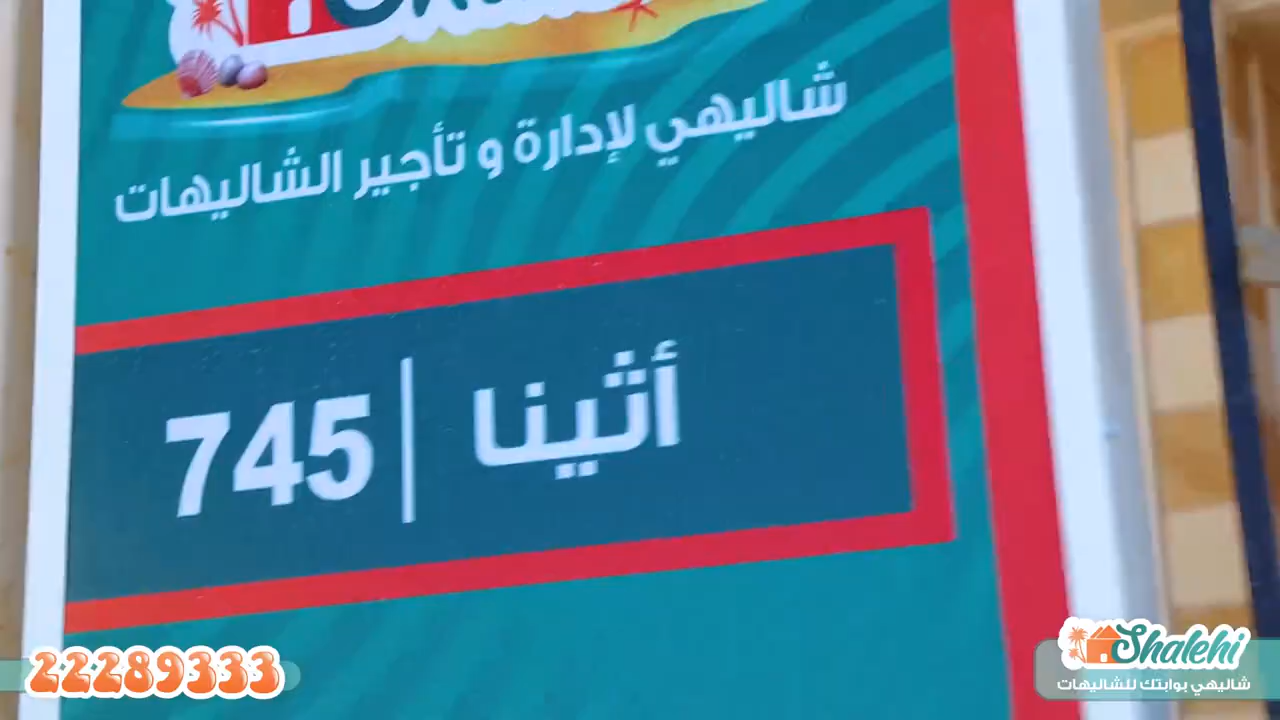 شاليهي لإدارة و تأجير الشاليهات
أثينا | 745
22289333
Shalehi
شاليهي بوابتك للشاليهات